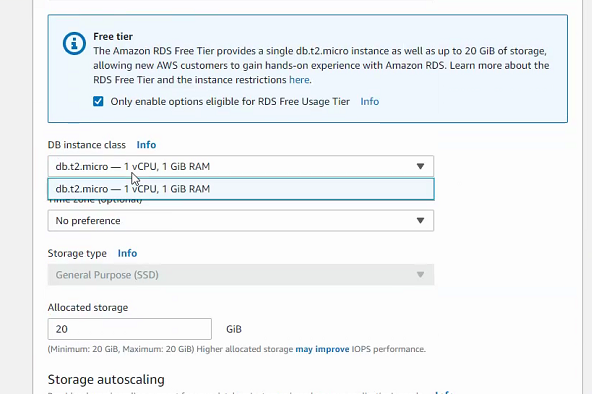 Free tier
The Amazon RDS Free Tier provides a single db.t2.micro instance as well as up to 20 GiB of storage,
allowing new AWS customers to gain hands-on experience with Amazon RDS. Learn more about the
RDS Free Tier and the instance restrictions here.
Only enable options eligible for RDS Free Usage Tier Info
DB instance class Info
db.t2.micro — 1 vCPU, 1 GiB RAM
db.t2.micro — 1 vCPU, 1 GiB RAM
Time zone (optional)
No preference
Storage type Info
General Purpose (SSD)
Allocated storage
20 GiB
(Minimum: 20 GiB, Maximum: 20 GiB) Higher allocated storage may improve IOPS performance.
Storage autoscaling